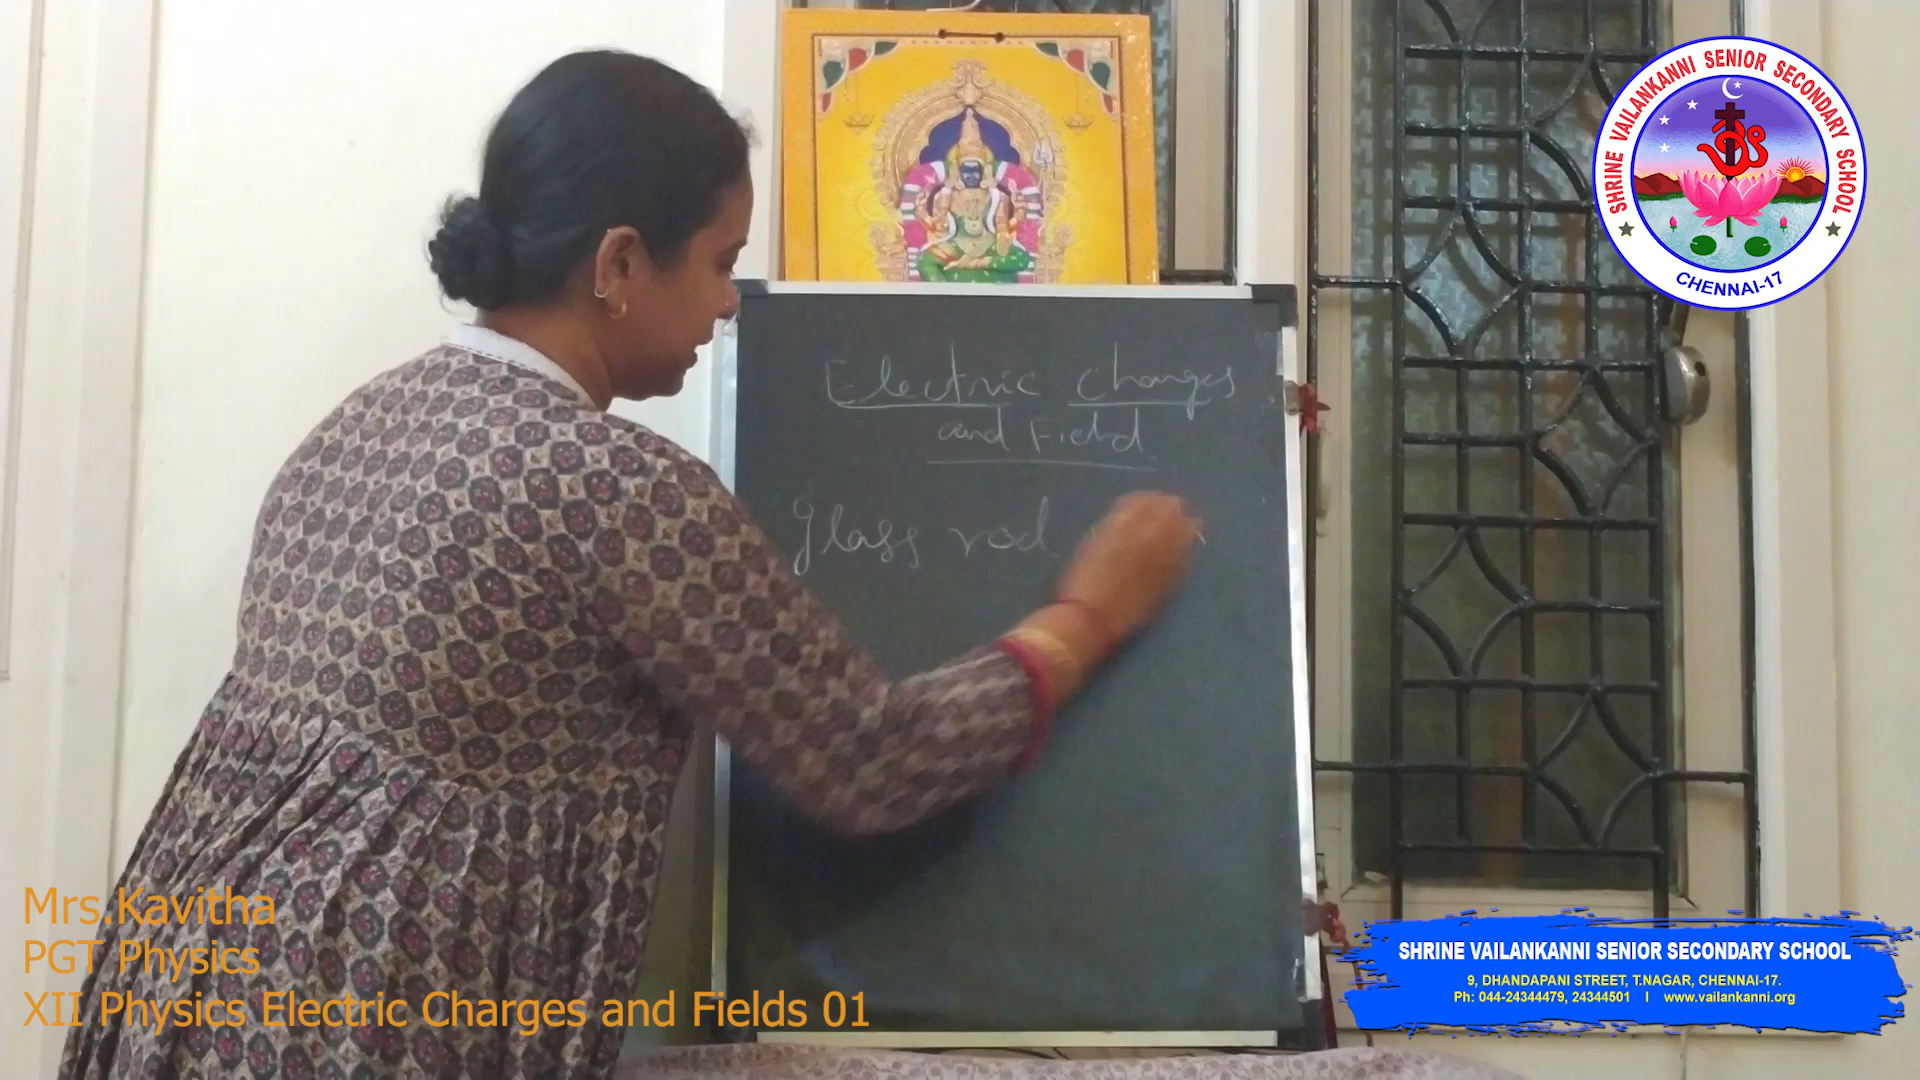 SHRINE VAILANKANNI SENIOR SECONDARY SCHOOL
CHENNAI-17
Electric charges
and Field
glass rod
Mrs.Kavitha
PGT Physics
XII Physics Electric Charges and Fields 01
SHRINE VAILANKANNI SENIOR SECONDARY SCHOOL
9, DHANDAPANI STREET, T.NAGAR, CHENNAI-17.
Ph: 044-24344479, 24344501 I www.vailankanni.org